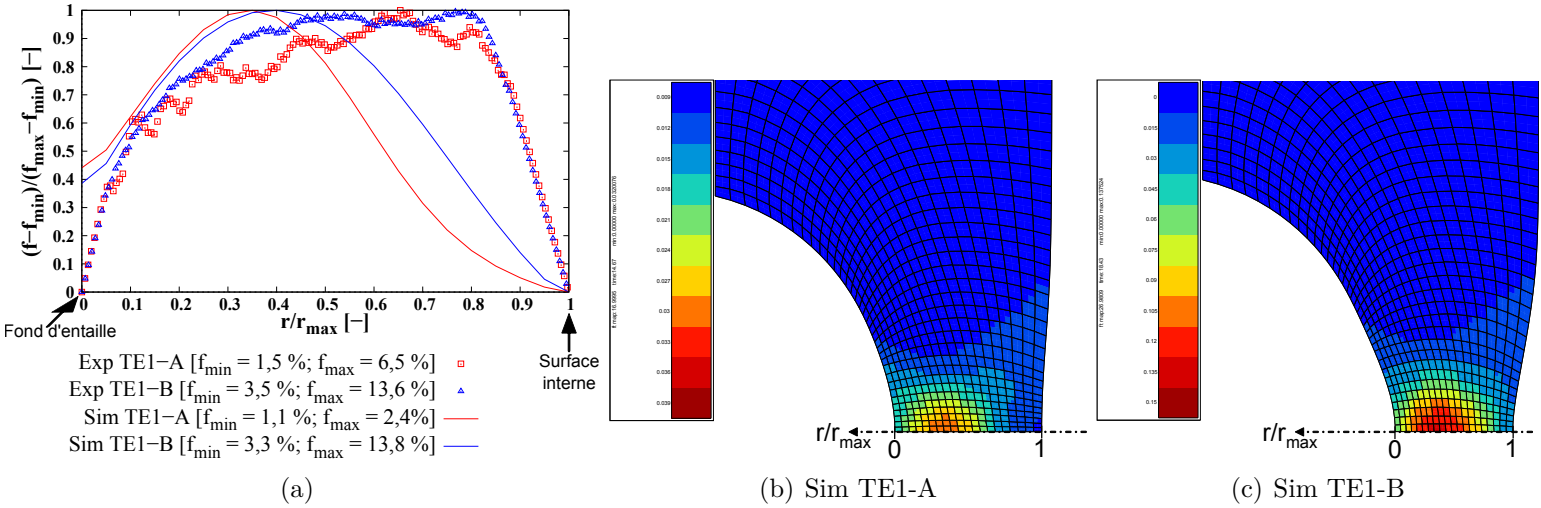 (f−f_min)/(f_max−f_min) [−]
1
0.9
0.8
0.7
0.6
0.5
0.4
0.3
0.2
0.1
0
0 0.1 0.2 0.3 0.4 0.5 0.6 0.7 0.8 0.9 1
r/r_max [−]
Fond d'entaille
Surface
interne
Exp TE1−A [f_min = 1,5 %; f_max = 6,5 %]
Exp TE1−B [f_min = 3,5 %; f_max = 13,6 %]
Sim TE1−A [f_min = 1,1 %; f_max = 2,4%]
Sim TE1−B [f_min = 3,3 %; f_max = 13,8 %]
(a)
0.009
0.012
0.015
0.018
0.021
0.024
0.027
0.03
0.033
0.036
0.039
r/r_max
0 1
(b) Sim TE1-A
0
0.015
0.03
0.045
0.06
0.075
0.09
0.105
0.12
0.135
0.15
r/r_max
0 1
(c) Sim TE1-B